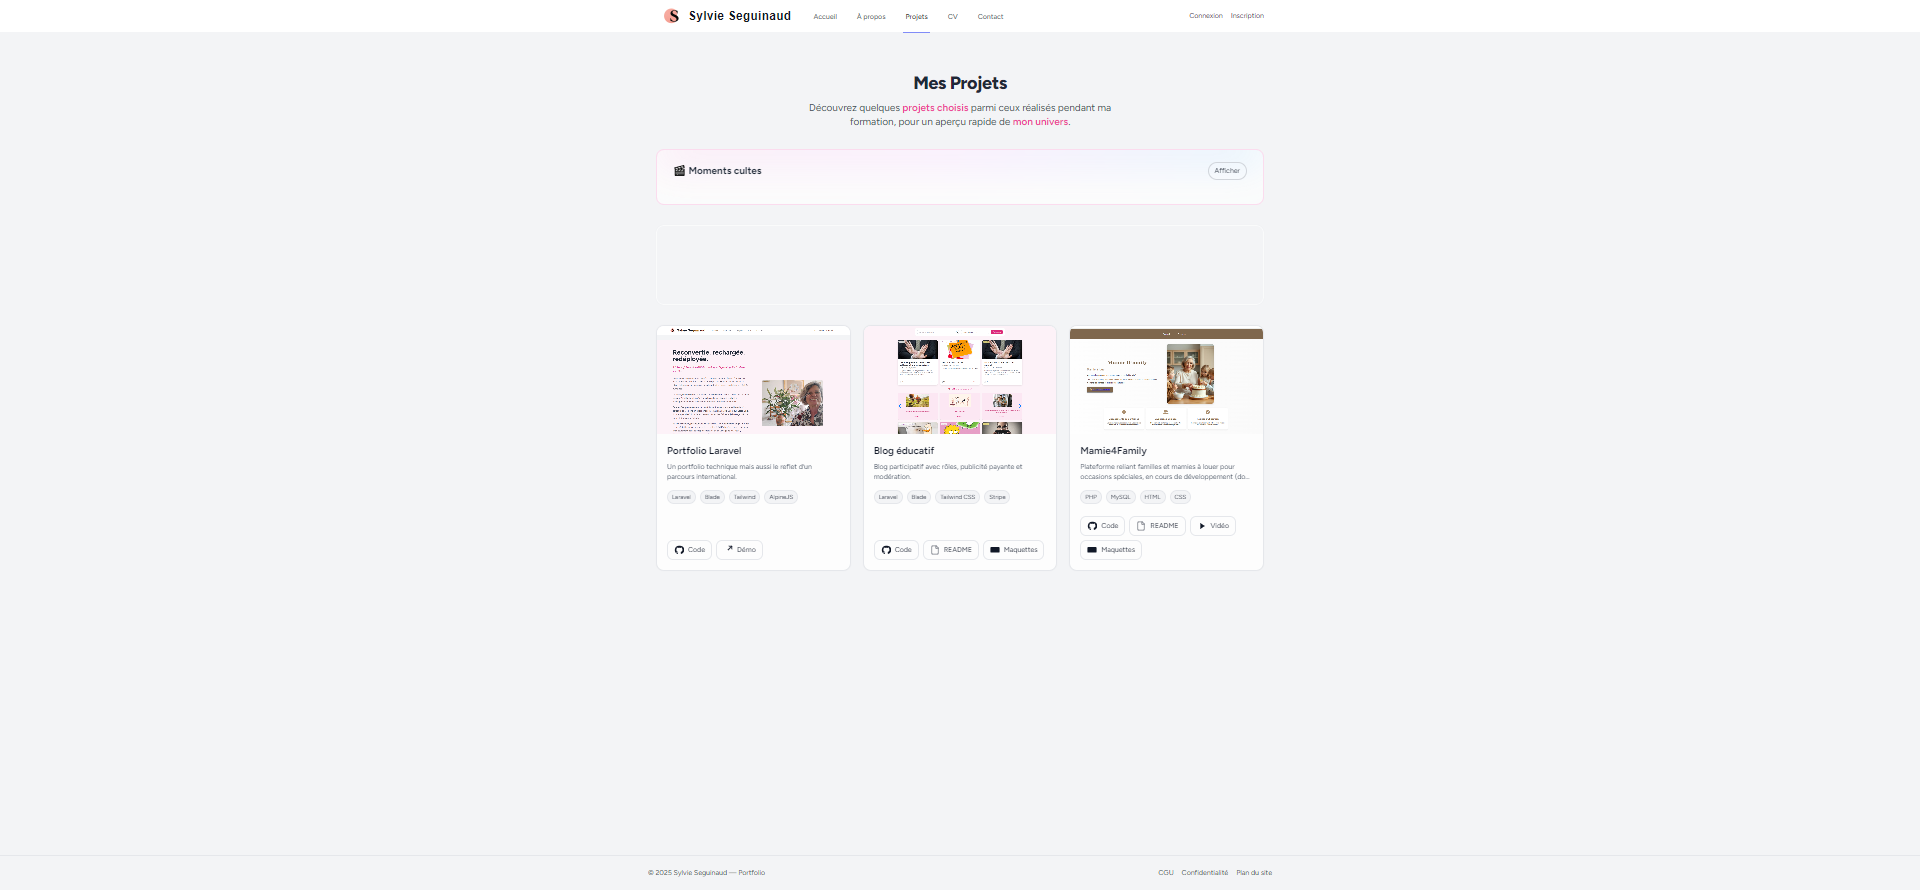 S Sylvie Seguinaud
Accueil À propos Projets CV Contact
Connexion Inscription
Mes Projets
Découvrez quelques projets choisis parmi ceux réalisés pendant ma
formation, pour un aperçu rapide de mon univers.
Moments cultes
Afficher
Reconvertie. rechargée.
redéployée.
Portfolio Laravel
Un portfolio technique mais aussi le reflet d'un
parcours international.
Laravel Blade Tailwind AlpineJS
Code Démo
Blog éducatif
Blog participatif avec rôles, publicité payante et
modération.
Laravel Blade Tailwind CSS Stripe
Code README Maquettes
Mamie4Family
Plateforme reliant familles et mamies à louer pour
occasions spéciales, en cours de développement (do...
PHP MySQL HTML CSS
Code README Vidéo
Maquettes
© 2025 Sylvie Seguinaud — Portfolio
CGU Confidentialité Plan du site